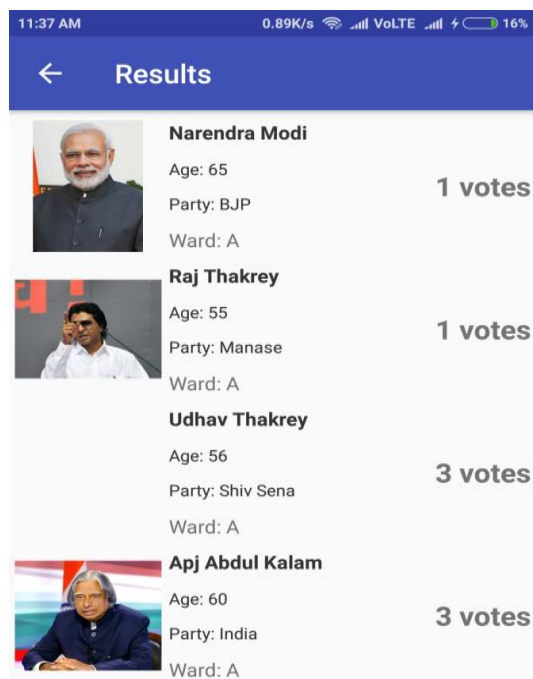 11:37 AM 0.89K/s VoLTE 16%
Results
Narendra Modi
Age: 65
Party: BJP
Ward: A
1 votes
Raj Thakrey
Age: 55
Party: Manase
Ward: A
1 votes
Udhav Thakrey
Age: 56
Party: Shiv Sena
Ward: A
3 votes
Apj Abdul Kalam
Age: 60
Party: India
Ward: A
3 votes